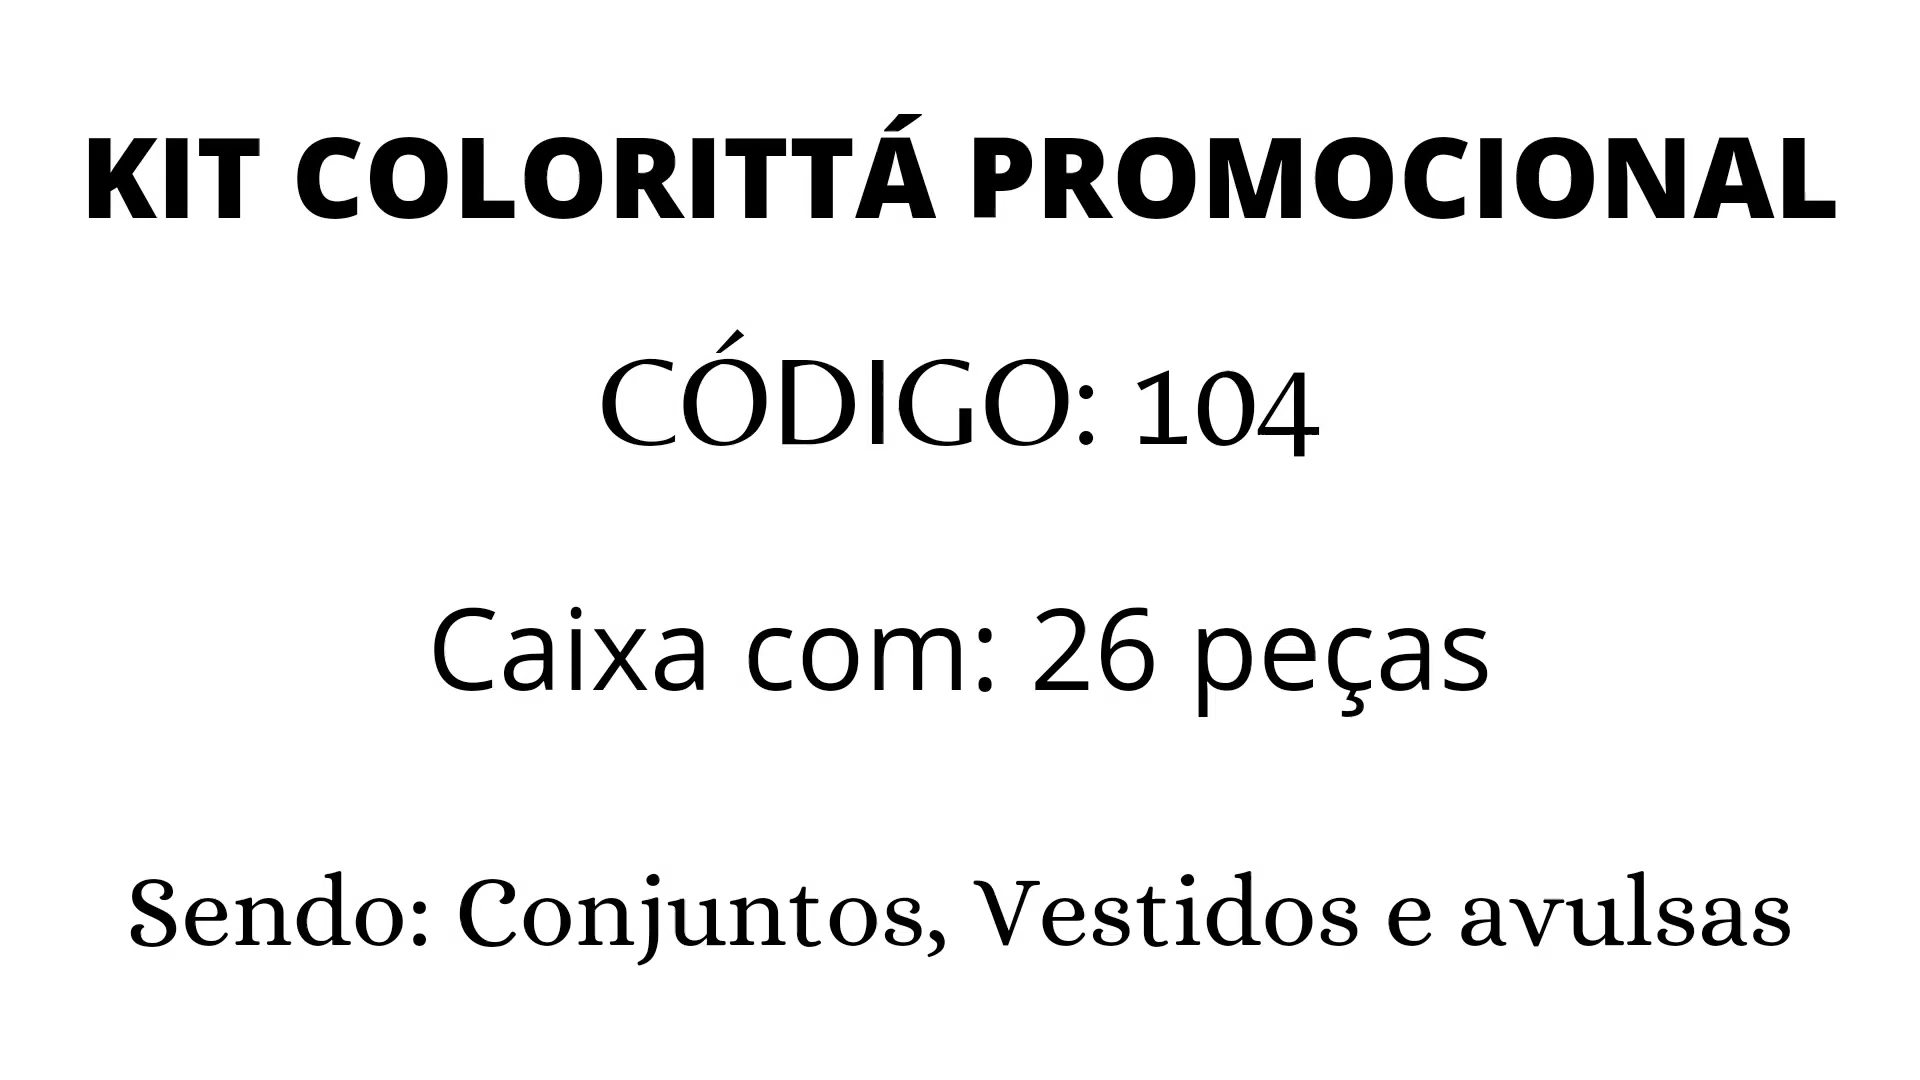 KIT COLORITTÁ PROMOCIONAL
CÓDIGO: 104
Caixa com: 26 peças
Sendo: Conjuntos, Vestidos e avulsas